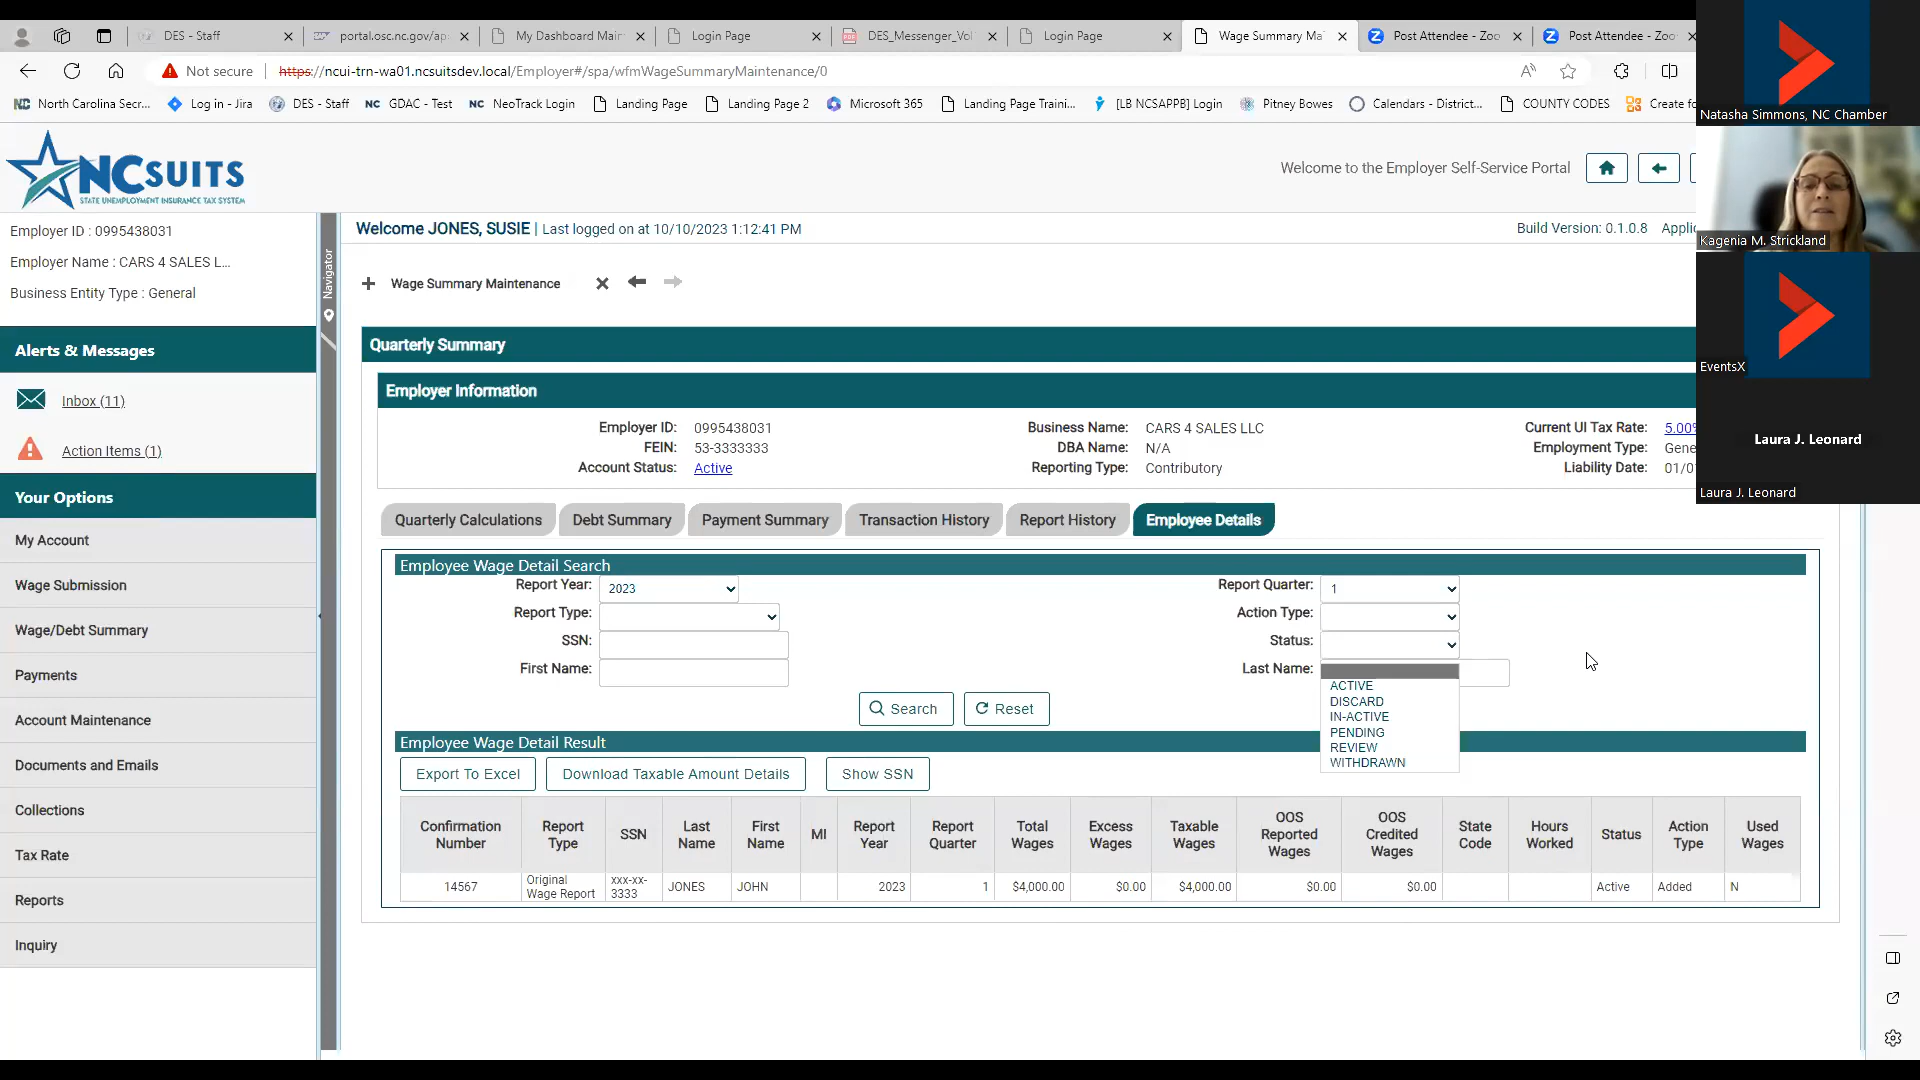 DES - Staff
portal.osc.nc.gov/ap
My Dashboard Main
Login Page
DES_Messenger_Vol
Login Page
Wage Summary Ma
Post Attendee - Zoo
Post Attendee - Zoo
Not secure
https://ncui-trn-wa01.ncsuitsdev.local/Employer#/spa/wfmWageSummaryMaintenance/0
NC North Carolina Secr...
Log in - Jira
DES - Staff
NC GDAC - Test
NC NeoTrack Login
Landing Page
Landing Page 2
Microsoft 365
Landing Page Traini...
[LB NCSAPPB] Login
Pitney Bowes
Calendars - District...
COUNTY CODES
Create fo
Natasha Simmons, NC Chamber
Kagenia M. Strickland
EventsX
Laura J. Leonard
Laura J. Leonard
NCSUITS
STATE UNEMPLOYMENT INSURANCE TAX SYSTEM
Welcome to the Employer Self-Service Portal
Employer ID : 0995438031
Employer Name : CARS 4 SALES L...
Business Entity Type : General
Alerts & Messages
Inbox (11)
Action Items (1)
Your Options
My Account
Wage Submission
Wage/Debt Summary
Payments
Account Maintenance
Documents and Emails
Collections
Tax Rate
Reports
Inquiry
Navigator
Welcome JONES, SUSIE | Last logged on at 10/10/2023 1:12:41 PM
Build Version: 0.1.0.8 Applic
Wage Summary Maintenance
Quarterly Summary
Employer Information
Employer ID: 0995438031
FEIN: 53-3333333
Account Status: Active
Business Name: CARS 4 SALES LLC
DBA Name: N/A
Reporting Type: Contributory
Current UI Tax Rate: 5.00%
Employment Type: Gene
Liability Date: 01/0
Quarterly Calculations
Debt Summary
Payment Summary
Transaction History
Report History
Employee Details
Employee Wage Detail Search
Report Year: 2023
Report Quarter: 1
Report Type:
Action Type:
SSN:
Status:
First Name:
Last Name:
ACTIVE
DISCARD
IN-ACTIVE
PENDING
REVIEW
WITHDRAWN
Search
Reset
Employee Wage Detail Result
Export To Excel
Download Taxable Amount Details
Show SSN
Confirmation Number
Report Type
SSN
Last Name
First Name
MI
Report Year
Report Quarter
Total Wages
Excess Wages
Taxable Wages
OOS Reported Wages
OOS Credited Wages
State Code
Hours Worked
Status
Action Type
Used Wages
14567
Original Wage Report
xxx-xx-3333
JONES
JOHN
2023
1
$4,000.00
$0.00
$4,000.00
$0.00
$0.00
Active
Added
N